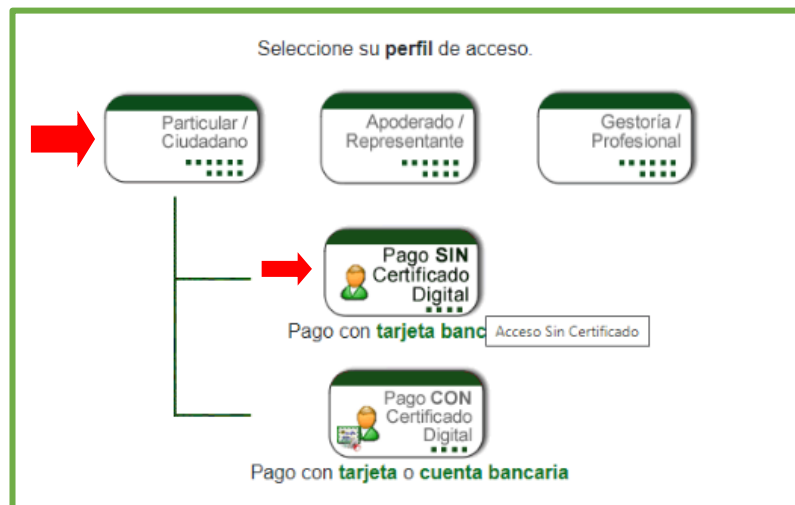 Seleccione su perfil de acceso.
Particular /
Ciudadano
Apoderado /
Representante
Gestoría /
Profesional
Pago SIN
Certificado
Digital
Pago con tarjeta banc
Acceso Sin Certificado
Pago CON
Certificado
Digital
Pago con tarjeta o cuenta bancaria